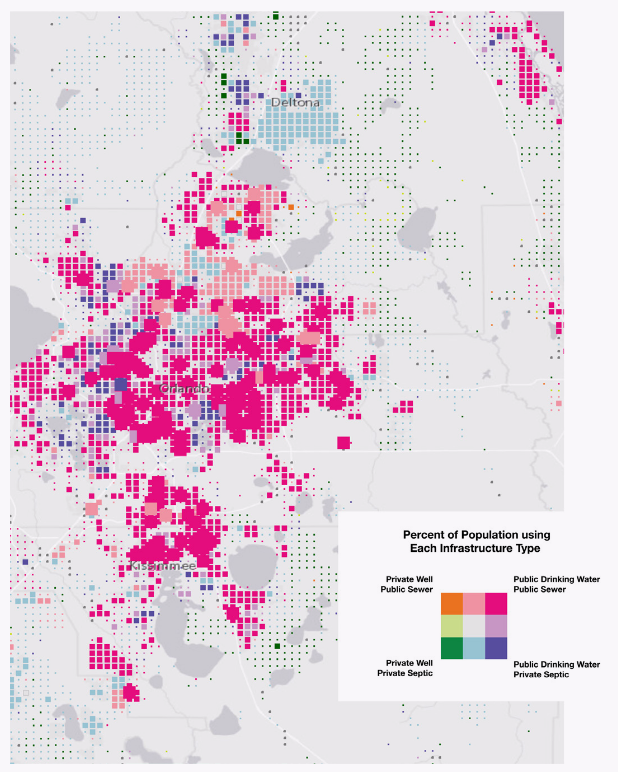 Deltona
Orlando
Kissimmee
Percent of Population using
Each Infrastructure Type
Private Well
Public Sewer
Public Drinking Water
Public Sewer
Private Well
Private Septic
Public Drinking Water
Private Septic